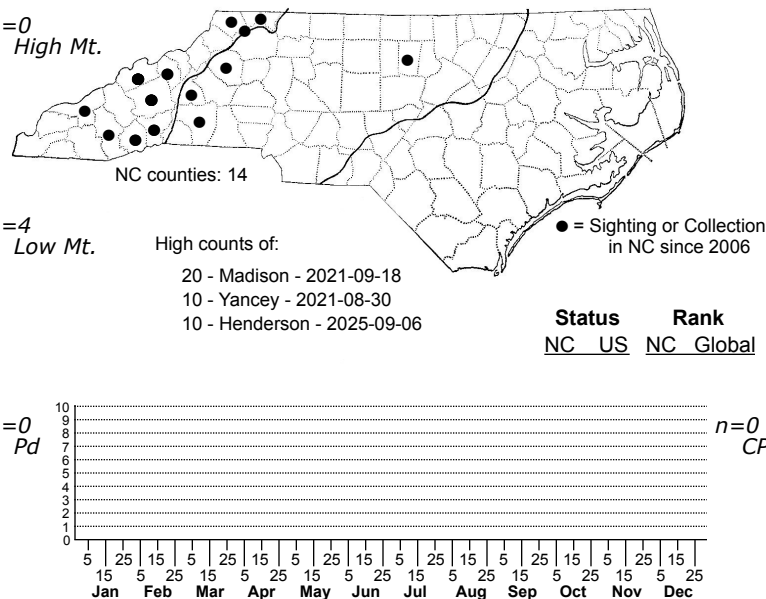 =0
High Mt.
NC counties: 14
=4
Low Mt.
High counts of:
20 - Madison - 2021-09-18
10 - Yancey - 2021-08-30
10 - Henderson - 2025-09-06
= Sighting or Collection
in NC since 2006
Status Rank
NC US NC Global
=0
Pd
10
9
8
7
6
5
4
3
2
1
0
n=0
CP
5 25 15 5 25 15 5 25 15 5 25 15 5 25 15 5 25 15
15 5 25 15 5 25 15 5 25 15 5 25 15 5 25 15 5 25
Jan Feb Mar Apr May Jun Jul Aug Sep Oct Nov Dec